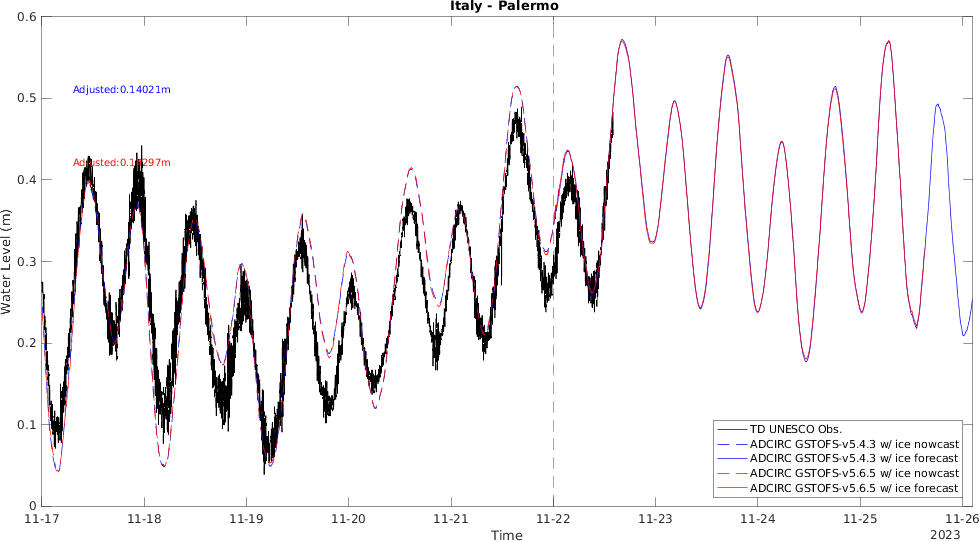 Italy - Palermo
0.6
0.5
0.4
0.3
0.2
0.1
0
Water Level (m)
Adjusted:0.14021m
TD UNESCO Obs.
ADCIRC GSTOFS-v5.4.3 w/ ice nowcast
ADCIRC GSTOFS-v5.4.3 w/ ice forecast
ADCIRC GSTOFS-v5.6.5 w/ ice nowcast
ADCIRC GSTOFS-v5.6.5 w/ ice forecast
11-17 11-18 11-19 11-20 11-21 11-22 11-23 11-24 11-25 11-26
Time
2023